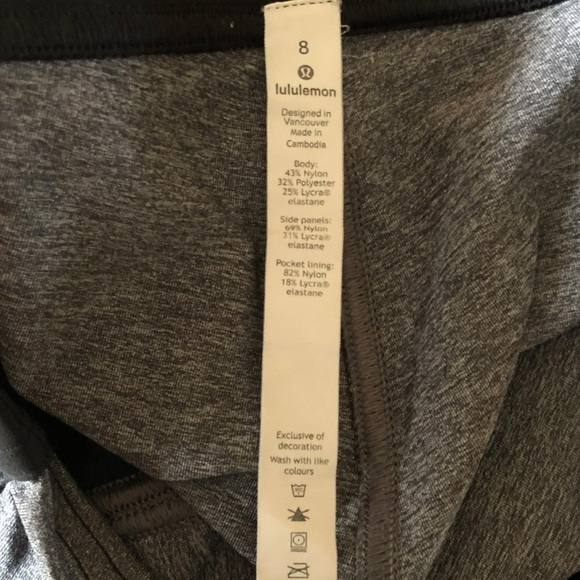 8
lululemon
Designed in
Vancouver
Made in
Cambodia
Body:
43% Nylon
32% Polyester
25% Lycra®
elastane
Side panels:
69% Nylon
31% Lycra®
elastane
Pocket lining:
82% Nylon
18% Lycra®
elastane
Exclusive of
decoration
Wash with like
colours